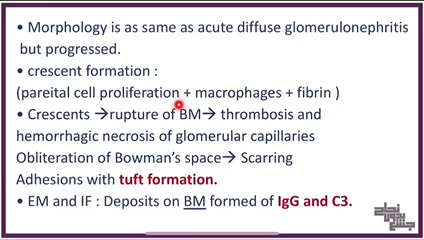 • Morphology is as same as acute diffuse glomerulonephritis
but progressed.
• crescent formation :
(pareital cell proliferation + macrophages + fibrin )
• Crescents →rupture of BM→ thrombosis and
hemorrhagic necrosis of glomerular capillaries
Obliteration of Bowman's space→ Scarring
Adhesions with tuft formation.
• EM and IF : Deposits on BM formed of IgG and C3.